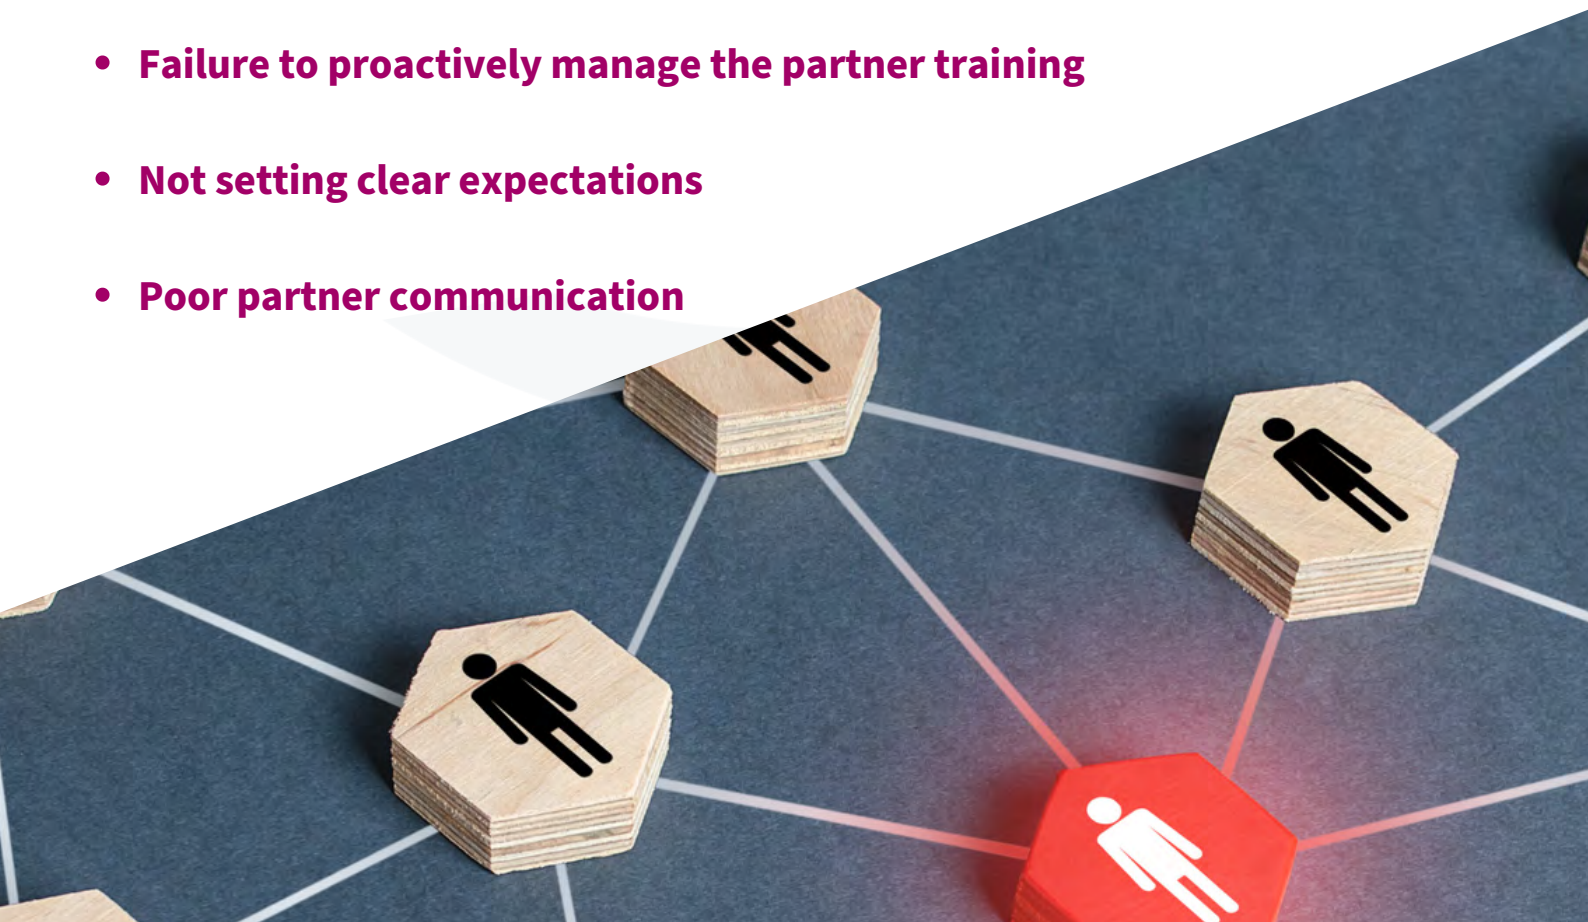 • Failure to proactively manage the partner training
• Not setting clear expectations
• Poor partner communication